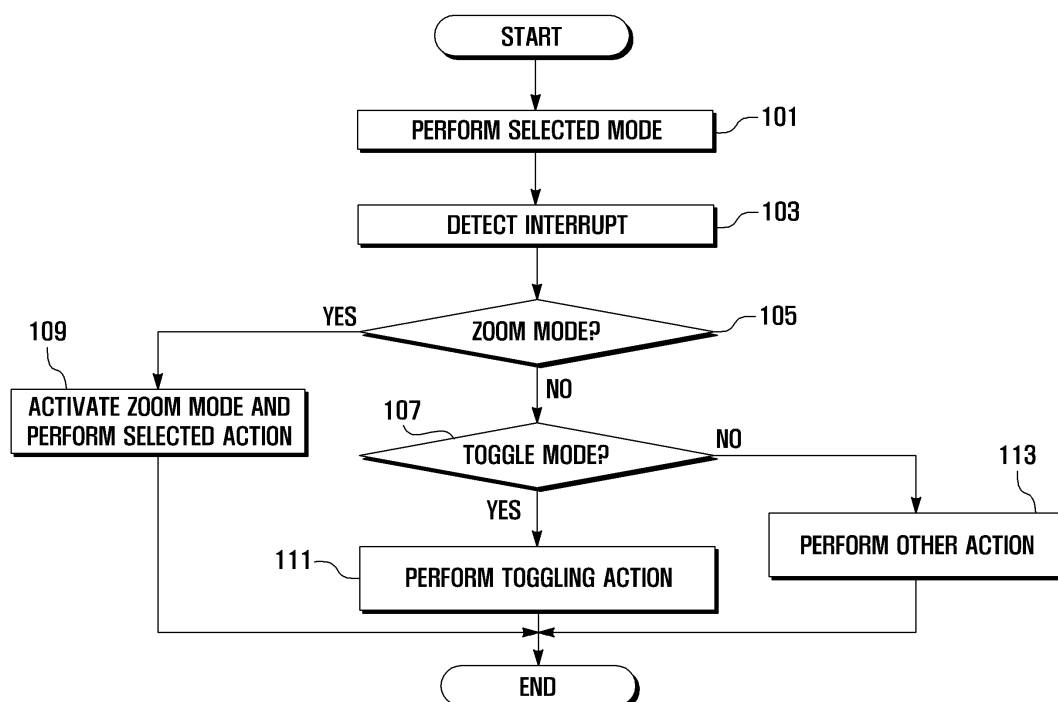 START
PERFORM SELECTED MODE
101
DETECT INTERRUPT
103
YES
ZOOM MODE?
105
109
ACTIVATE ZOOM MODE AND
PERFORM SELECTED ACTION
NO
107
TOGGLE MODE?
NO
YES
113
PERFORM OTHER ACTION
111
PERFORM TOGGLING ACTION
END